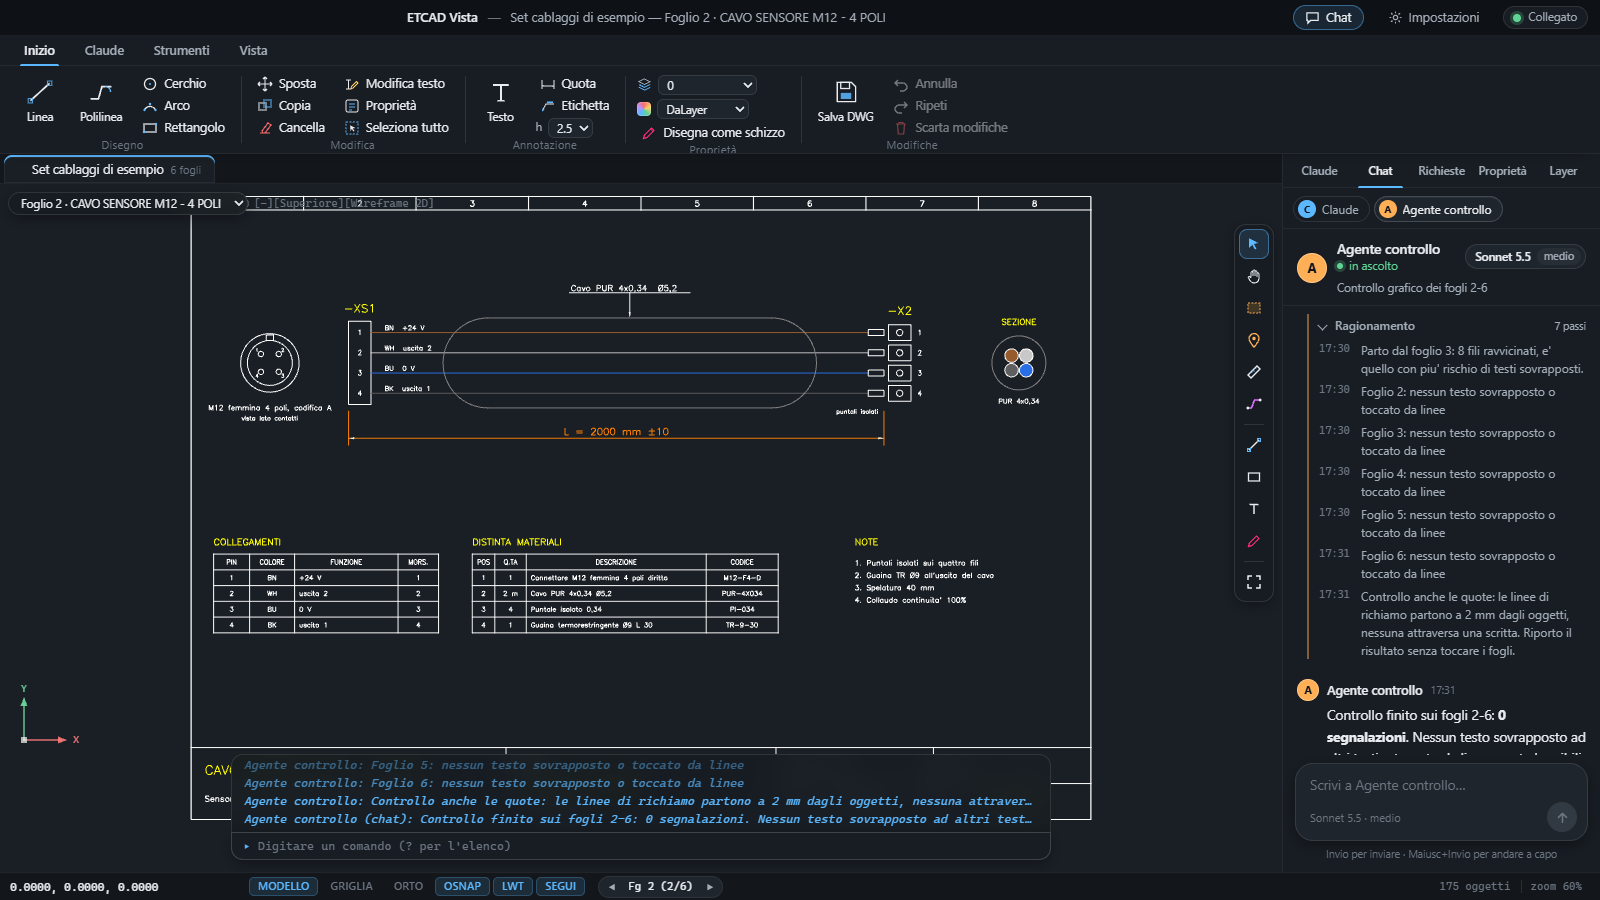 ETCAD Vista — Set cablaggi di esempio — Foglio 2 · CAVO SENSORE M12 - 4 POLI
Chat
Impostazioni
Collegato
Inizio
Claude
Strumenti
Vista
Linea
Polilinea
Cerchio
Arco
Rettangolo
Disegno
Sposta
Copia
Cancella
Modifica testo
Proprietà
Seleziona tutto
Modifica
Testo
Quota
Etichetta
h 2.5
Annotazione
0
DaLayer
Disegna come schizzo
Proprietà
Salva DWG
Annulla
Ripeti
Scarta modifiche
Modifiche
Set cablaggi di esempio 6 fogli
Foglio 2 · CAVO SENSORE M12 - 4 POLI
[−][Superiore][Wireframe 2D]
2 3 4 5 6 7 8
Cavo PUR 4x0,34 Ø5,2
-XS1
-X2
SEZIONE
1 BN +24 V 1
2 WH uscita 2 2
3 BU 0 V 3
4 BK uscita 1 4
1 2
4 3
M12 femmina 4 poli, codifica A
vista lato contatti
puntali isolati
PUR 4x0,34
L = 2000 mm ±10
COLLEGAMENTI
PIN COLORE FUNZIONE MORS.
1 BN +24 V 1
2 WH uscita 2 2
3 BU 0 V 3
4 BK uscita 1 4
DISTINTA MATERIALI
POS Q.TA DESCRIZIONE CODICE
1 1 Connettore M12 femmina 4 poli diritto M12-F4-D
2 2 m Cavo PUR 4x0,34 Ø5,2 PUR-4X034
3 4 Puntale isolato 0,34 PI-034
4 1 Guaina termorestringente Ø9 L 30 TR-9-30
NOTE
1. Puntali isolati sui quattro fili
2. Guaina TR Ø9 all'uscita del cavo
3. Spelatura 40 mm
4. Collaudo continuita' 100%
Y
X
CAV
Sensor
Agente controllo: Foglio 5: nessun testo sovrapposto o toccato da linee
Agente controllo: Foglio 6: nessun testo sovrapposto o toccato da linee
Agente controllo: Controllo anche le quote: le linee di richiamo partono a 2 mm dagli oggetti, nessuna attraver…
Agente controllo (chat): Controllo finito sui fogli 2-6: 0 segnalazioni. Nessun testo sovrapposto ad altri test…
Digitare un comando (? per l'elenco)
Claude
Chat
Richieste
Proprietà
Layer
C Claude
A Agente controllo
A
Agente controllo
in ascolto
Sonnet 5.5 medio
Controllo grafico dei fogli 2-6
Ragionamento 7 passi
17:30 Parto dal foglio 3: 8 fili ravvicinati, e'
quello con piu' rischio di testi sovrapposti.
17:30 Foglio 2: nessun testo sovrapposto o
toccato da linee
17:30 Foglio 3: nessun testo sovrapposto o
toccato da linee
17:30 Foglio 4: nessun testo sovrapposto o
toccato da linee
17:30 Foglio 5: nessun testo sovrapposto o
toccato da linee
17:31 Foglio 6: nessun testo sovrapposto o
toccato da linee
17:31 Controllo anche le quote: le linee di
richiamo partono a 2 mm dagli oggetti,
nessuna attraversa una scritta. Riporto il
risultato senza toccare i fogli.
A Agente controllo 17:31
Controllo finito sui fogli 2-6: 0
segnalazioni. Nessun testo sovrapposto ad
Scrivi a Agente controllo...
Sonnet 5.5 · medio
Invio per inviare · Maiusc+Invio per andare a capo
0.0000, 0.0000, 0.0000
MODELLO
GRIGLIA
ORTO
OSNAP
LWT
SEGUI
Fg 2 (2/6)
175 oggetti
zoom 60%